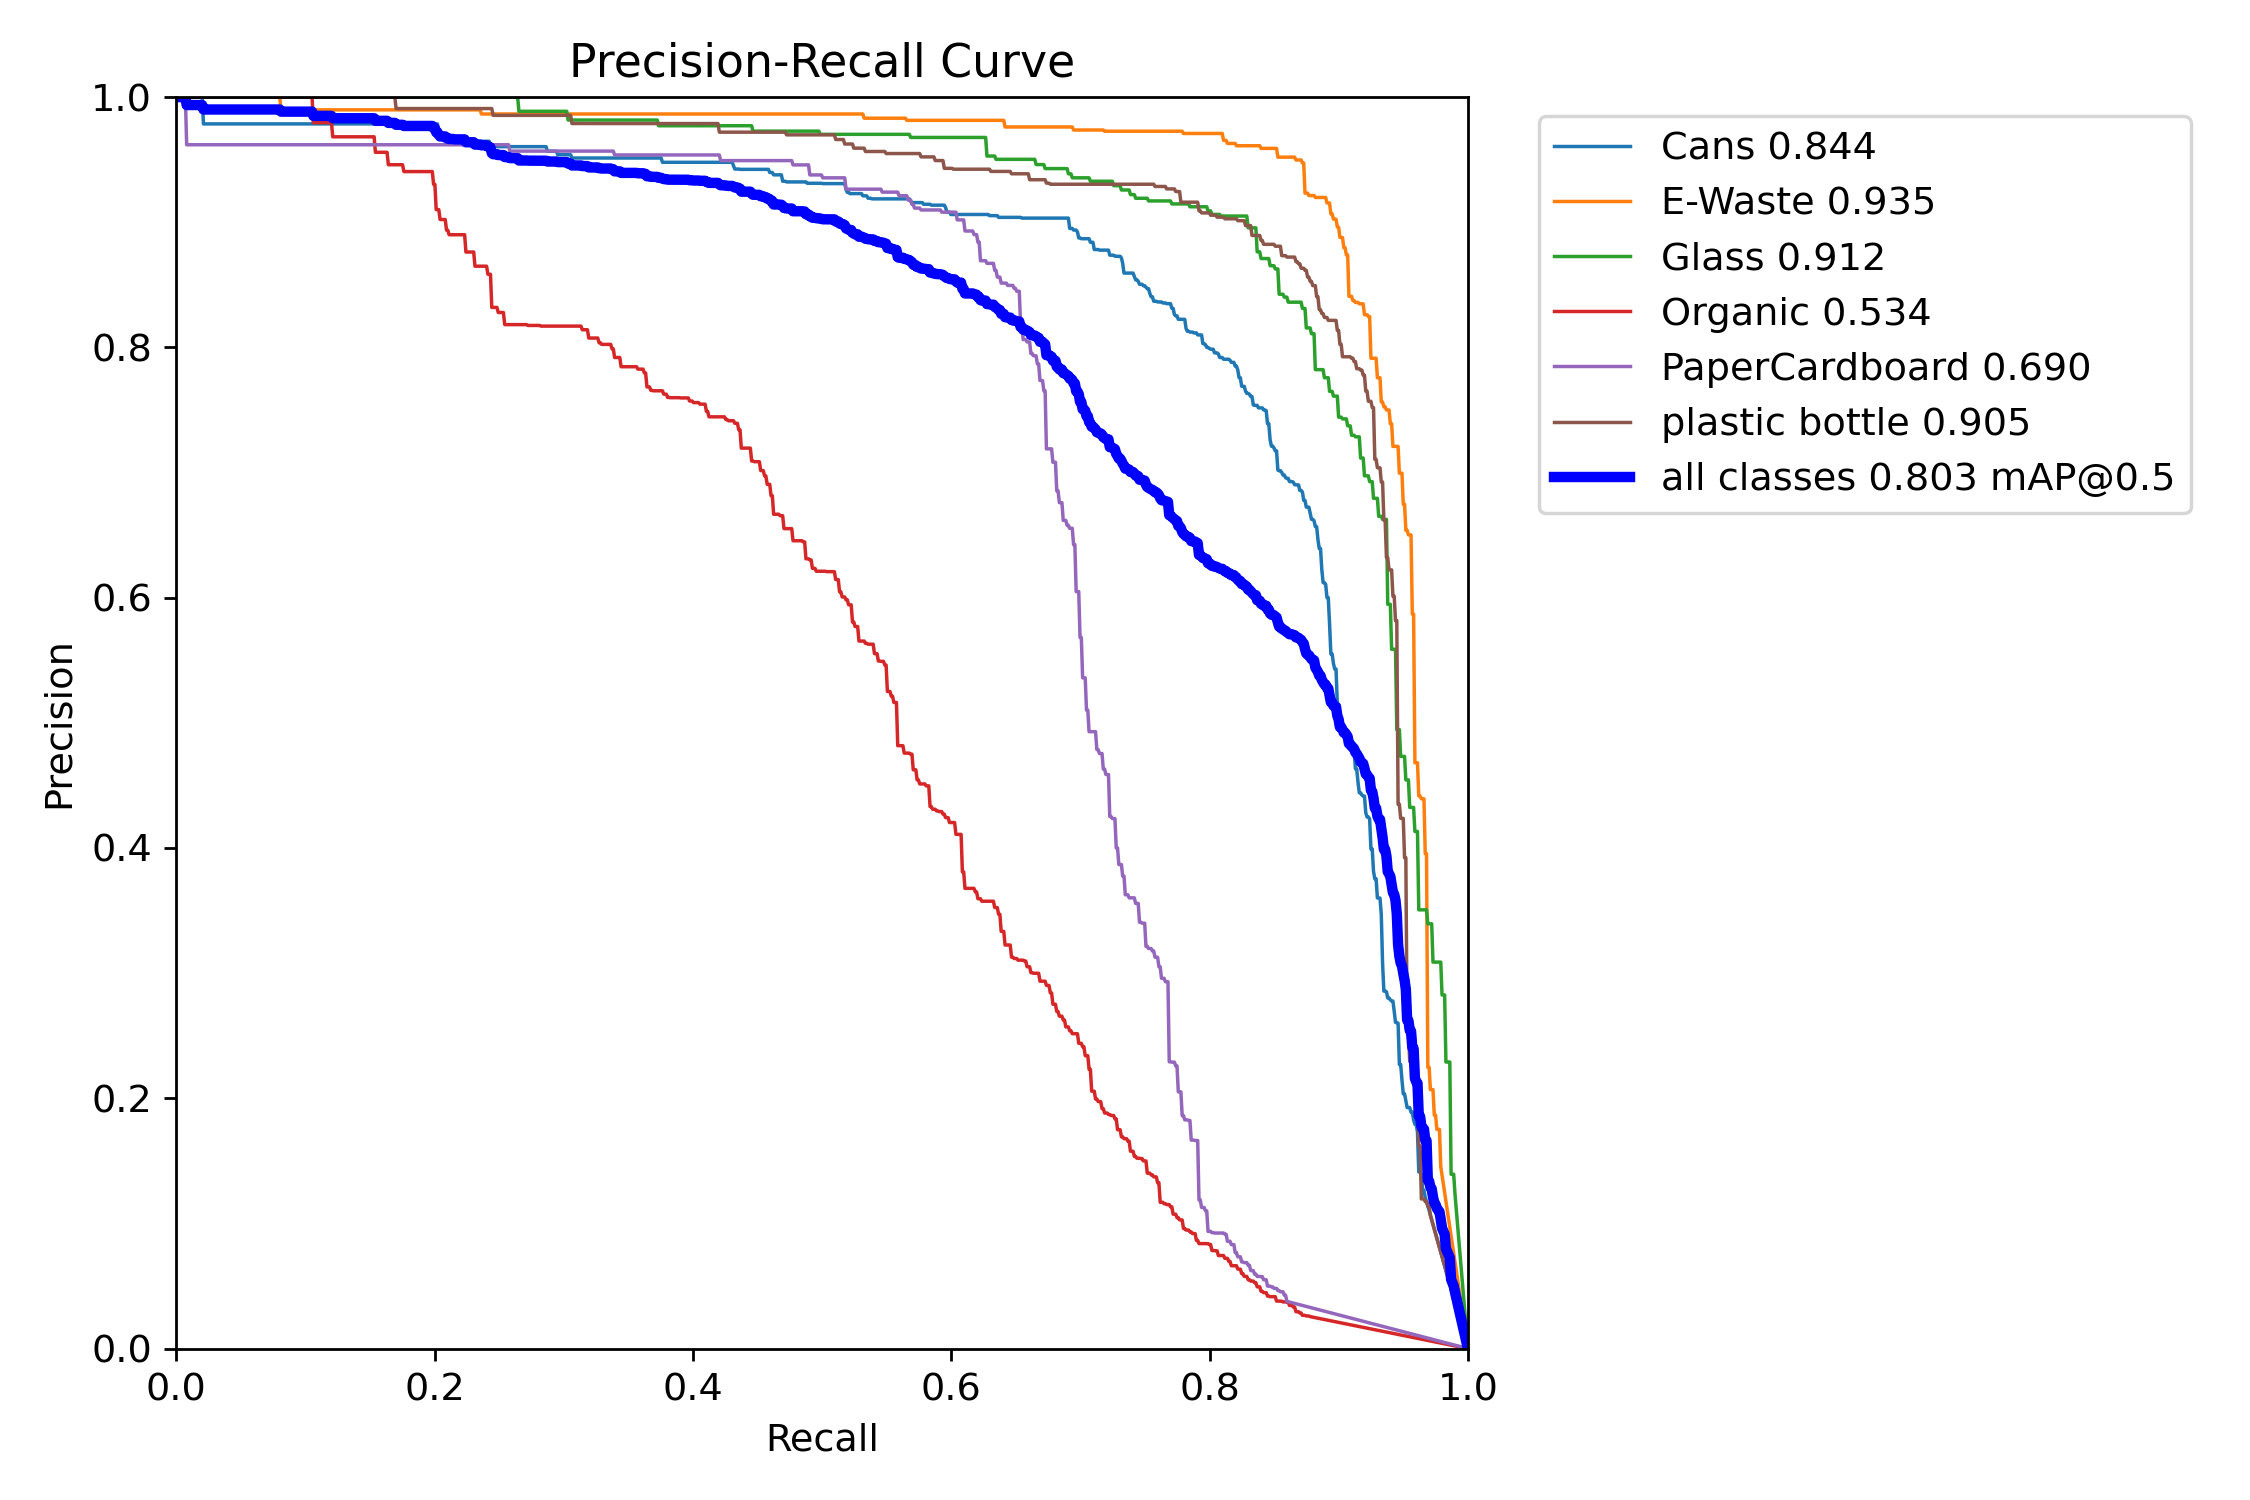 Precision-Recall Curve
1.0
0.8
0.6
0.4
0.2
0.0
Precision
0.0 0.2 0.4 0.6 0.8 1.0
Recall
Cans 0.844
E-Waste 0.935
Glass 0.912
Organic 0.534
PaperCardboard 0.690
plastic bottle 0.905
all classes 0.803 mAP@0.5